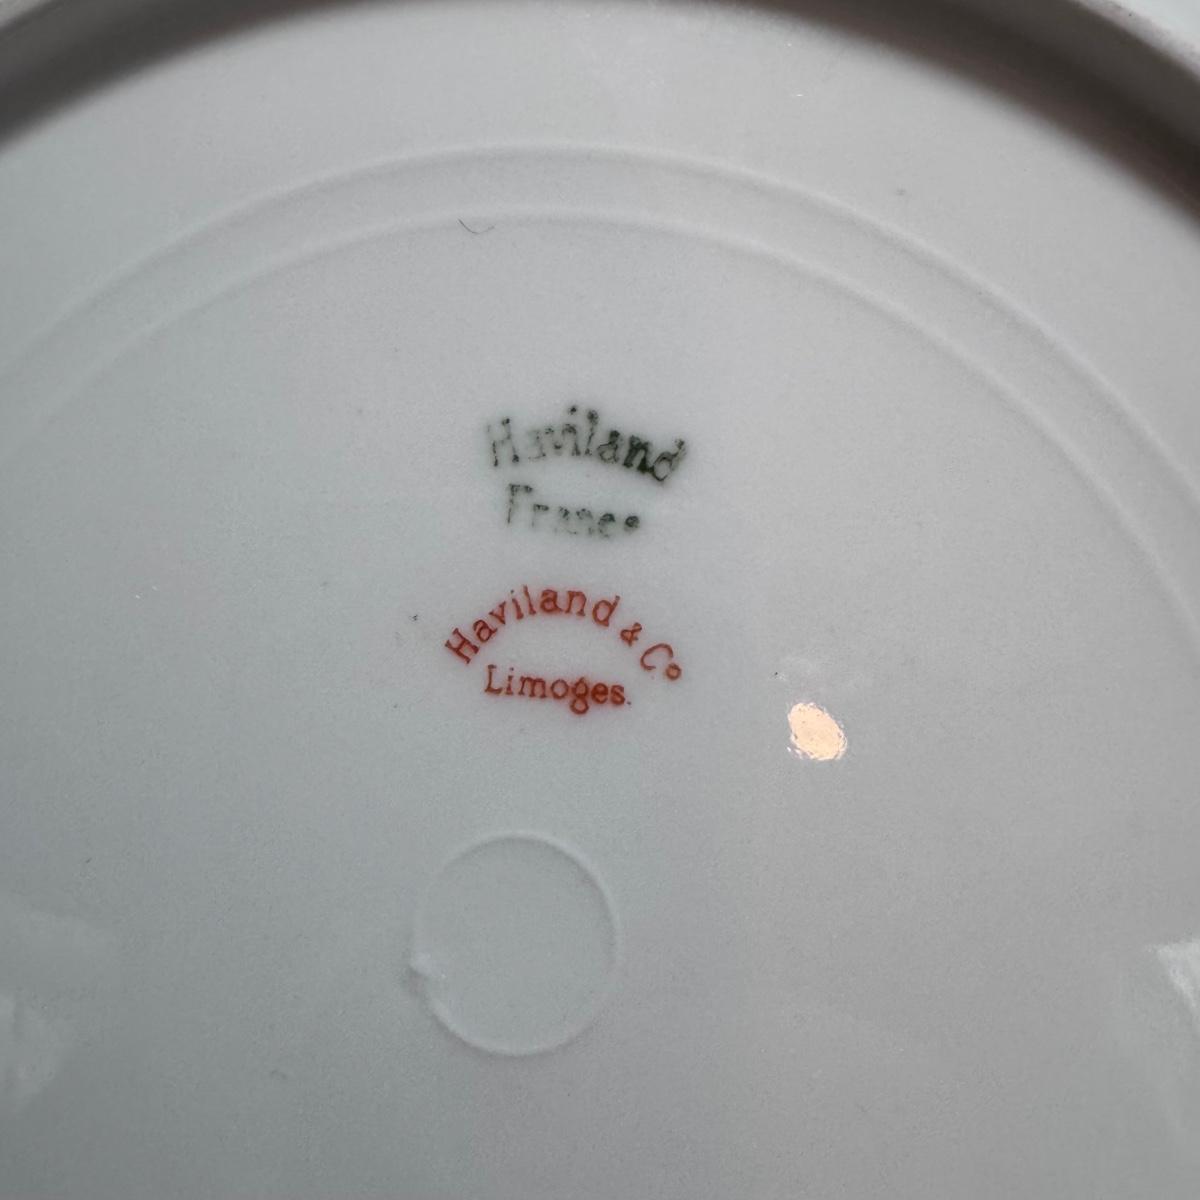 Haviland
France
Haviland & Co
Limoges.